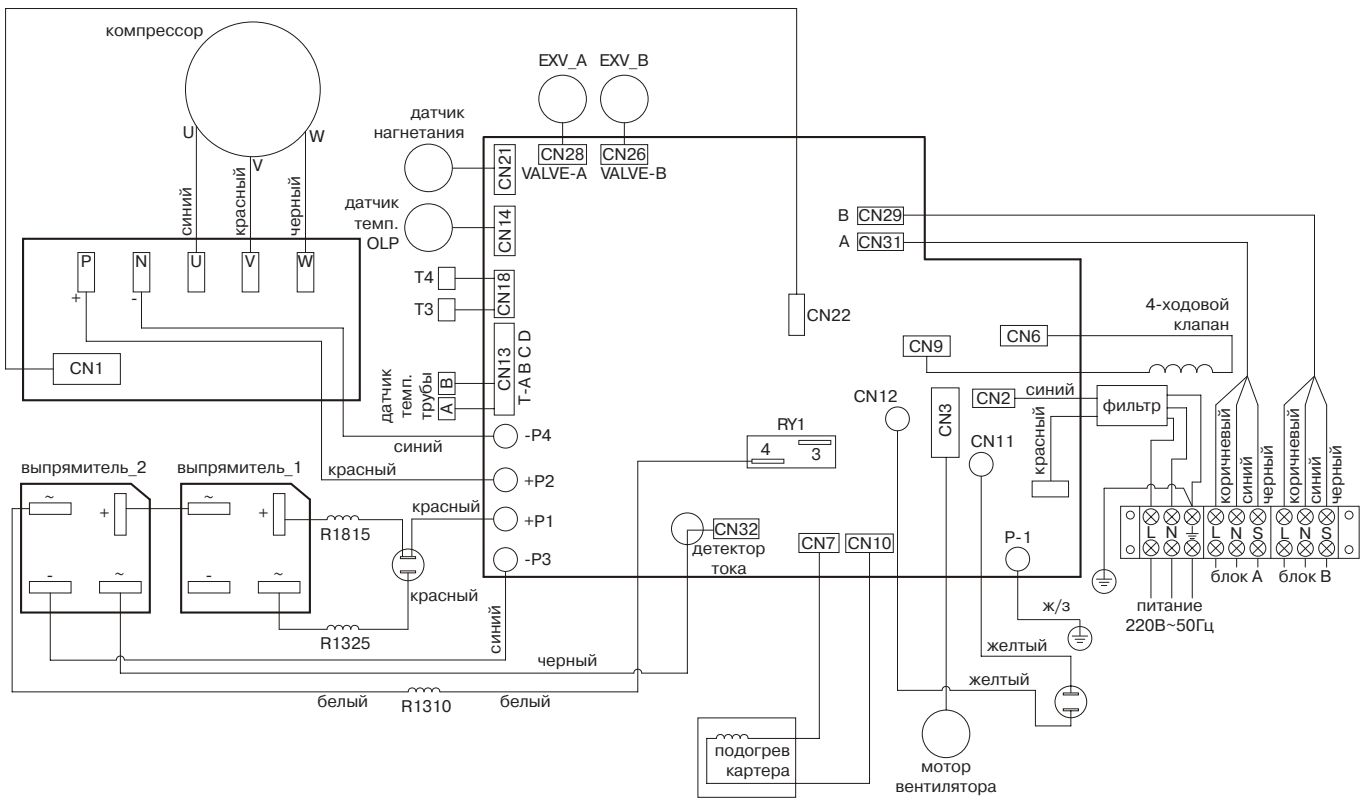 компрессор
U
V
W
синий
красный
черный
P
N
U
V
W
+
-
CN1
EXV_A
EXV_B
CN28
CN26
VALVE-A
VALVE-B
датчик
нагнетания
CN21
датчик
темп.
OLP
CN14
T4
T3
CN18
CN13
T-A B C D
датчик
темп.
трубы
B
A
-P4
синий
+P2
красный
+P1
красный
-P3
B CN29
A CN31
CN22
4-ходовой
клапан
CN6
CN9
CN2
синий
фильтр
красный
CN12
CN3
CN11
RY1
4
3
CN32
детектор
тока
CN7
CN10
P-1
ж/з
коричневый
синий
черный
коричневый
синий
черный
L
N
L
N
S
L
N
S
блок A
блок B
питание
220В~50Гц
выпрямитель_2
выпрямитель_1
~
+
-
~
~
+
-
~
R1815
красный
R1325
синий
черный
белый
R1310
белый
желтый
желтый
подогрев
картера
мотор
вентилятора